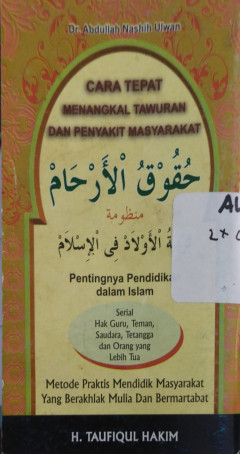 Dr. Abdullah Nashih Ulwan
CARA TEPAT
MENANGKAL TAWURAN
DAN PENYAKIT MASYARAKAT
حُقُوْقُ الْأَرْحَامْ
منظومة
الْأَوْلَادْ فِى الْإِسْلَامْ
Pentingnya Pendidika
dalam Islam
Serial
Hak Guru, Teman,
Saudara, Tetangga
dan Orang yang
Lebih Tua
Metode Praktis Mendidik Masyarakat
Yang Berakhlak Mulia Dan Bermartabat
H. TAUFIQUL HAKIM